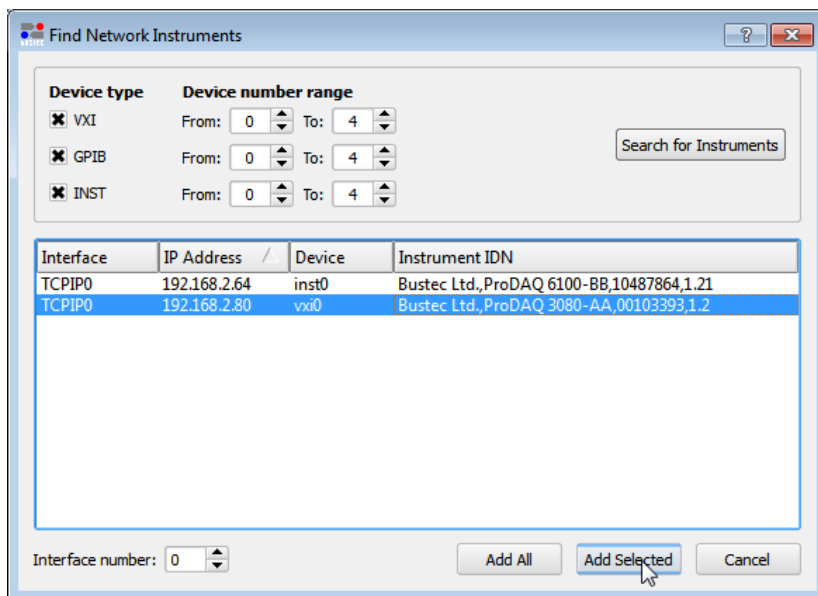 Find Network Instruments
Device type Device number range
VXI From: 0 To: 4
Search for Instruments
GPIB From: 0 To: 4
INST From: 0 To: 4
Interface IP Address Device Instrument IDN
TCPIP0 192.168.2.64 inst0 Bustec Ltd.,ProDAQ 6100-BB,10487864,1.21
TCPIP0 192.168.2.80 vxi0 Bustec Ltd.,ProDAQ 3080-AA,00103393,1.2
Interface number: 0 Add All Add Selected Cancel